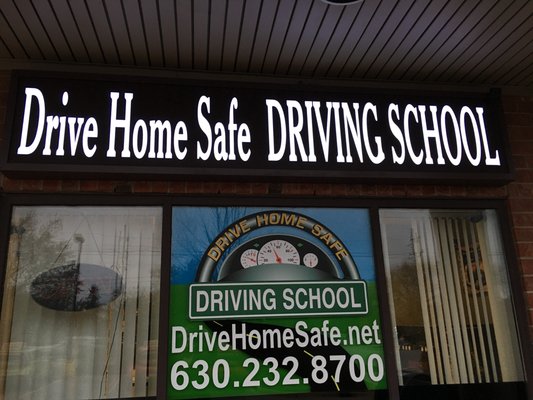 Drive Home Safe DRIVING SCHOOL
DRIVE HOME SAFE
DRIVING SCHOOL
DriveHomeSafe.net
630.232.8700